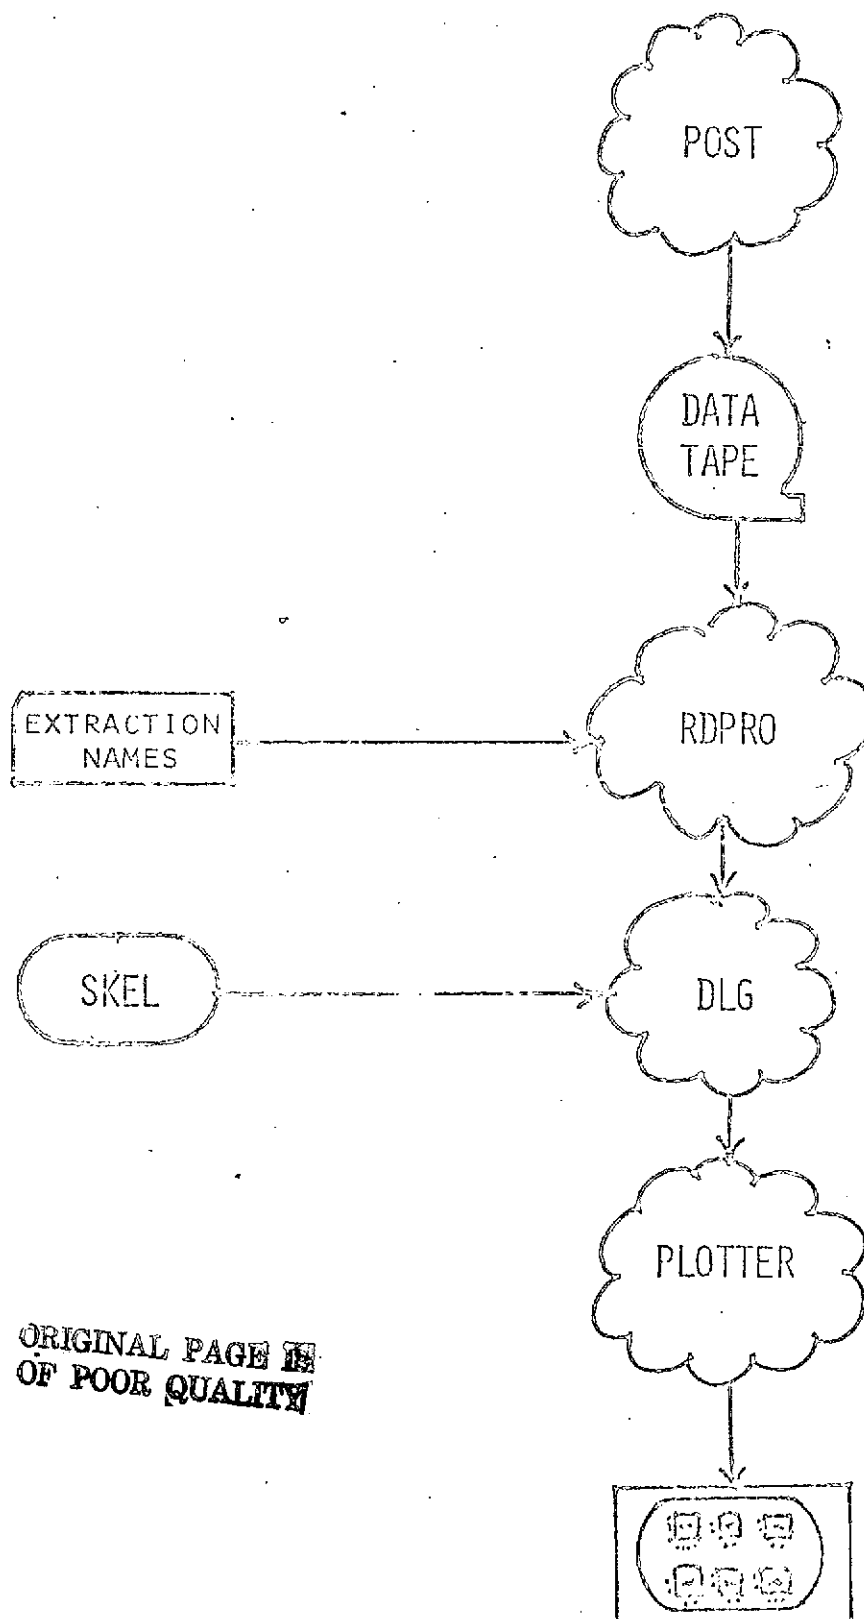 POST
DATA
TAPE
EXTRACTION
NAMES
RDPRO
SKEL
DLG
PLOTTER
ORIGINAL PAGE IS
OF POOR QUALITY